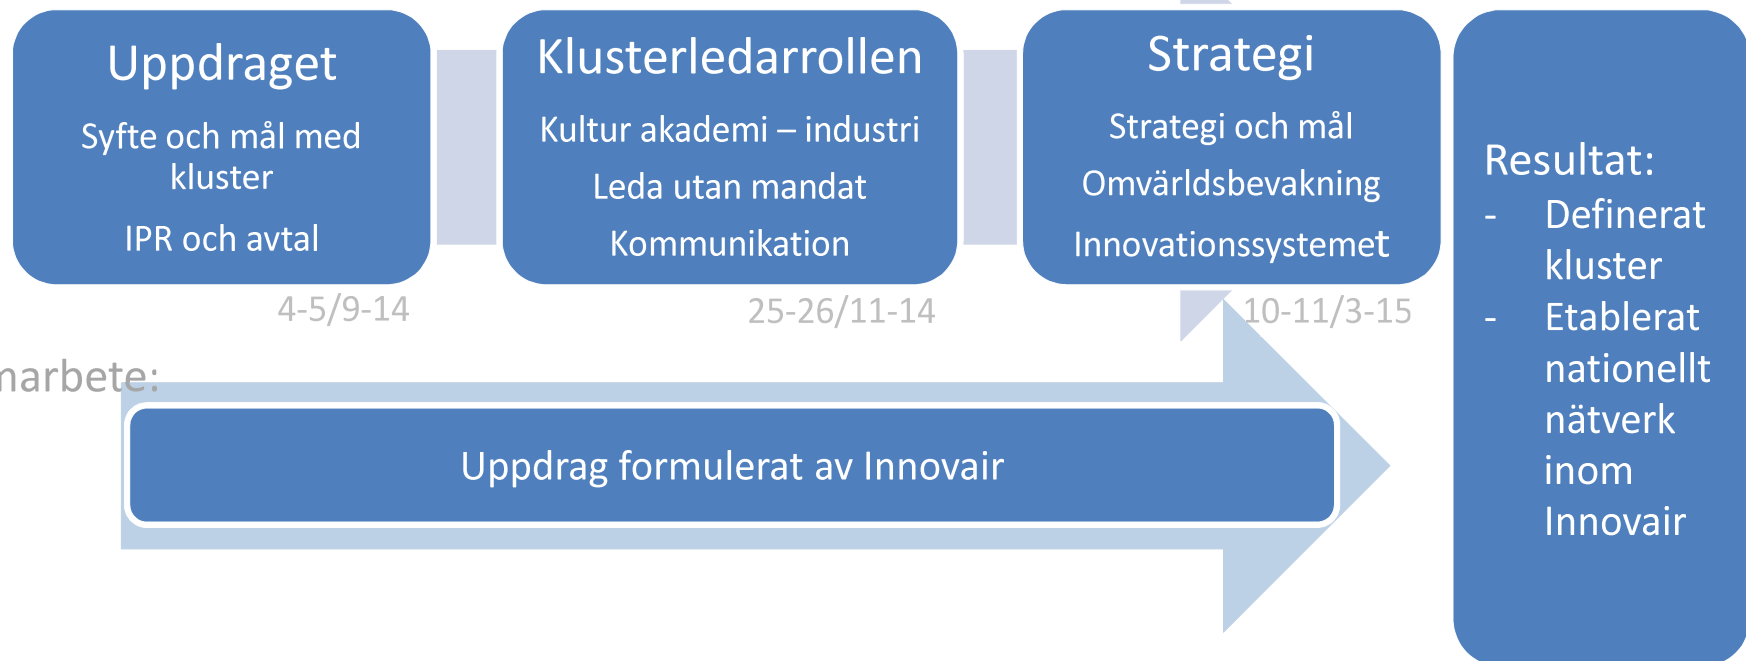 Uppdraget
Syfte och mål med
kluster
IPR och avtal
4-5/9-14
Klusterledarrollen
Kultur akademi – industri
Leda utan mandat
Kommunikation
25-26/11-14
Strategi
Strategi och mål
Omvärldsbevakning
Innovationssystemet
10-11/3-15
marbete:
Uppdrag formulerat av Innovair
Resultat:
- Definerat
kluster
- Etablerat
nationellt
nätverk
inom
Innovair